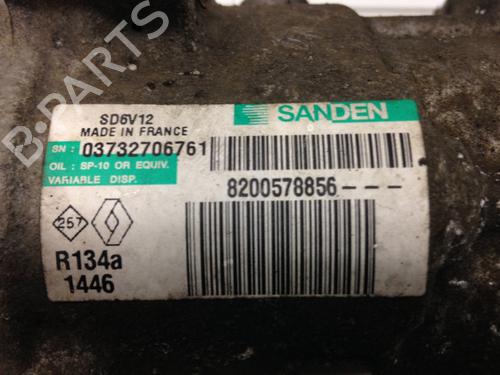 SD6V12
MADE IN FRANCE
SN : 03732706761
OIL : SP-10 OR EQUIV.
VARIABLE DISP.
SANDEN
8200578856---
257
R134a
1446
B-PARTS